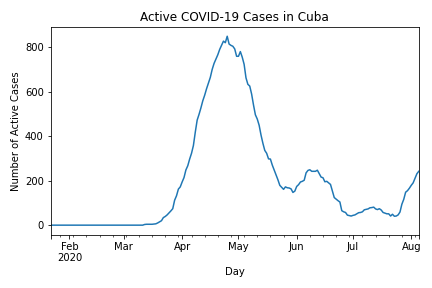 Active COVID-19 Cases in Cuba
Number of Active Cases
800
600
400
200
0
Feb Mar Apr May Jun Jul Aug
2020
Day